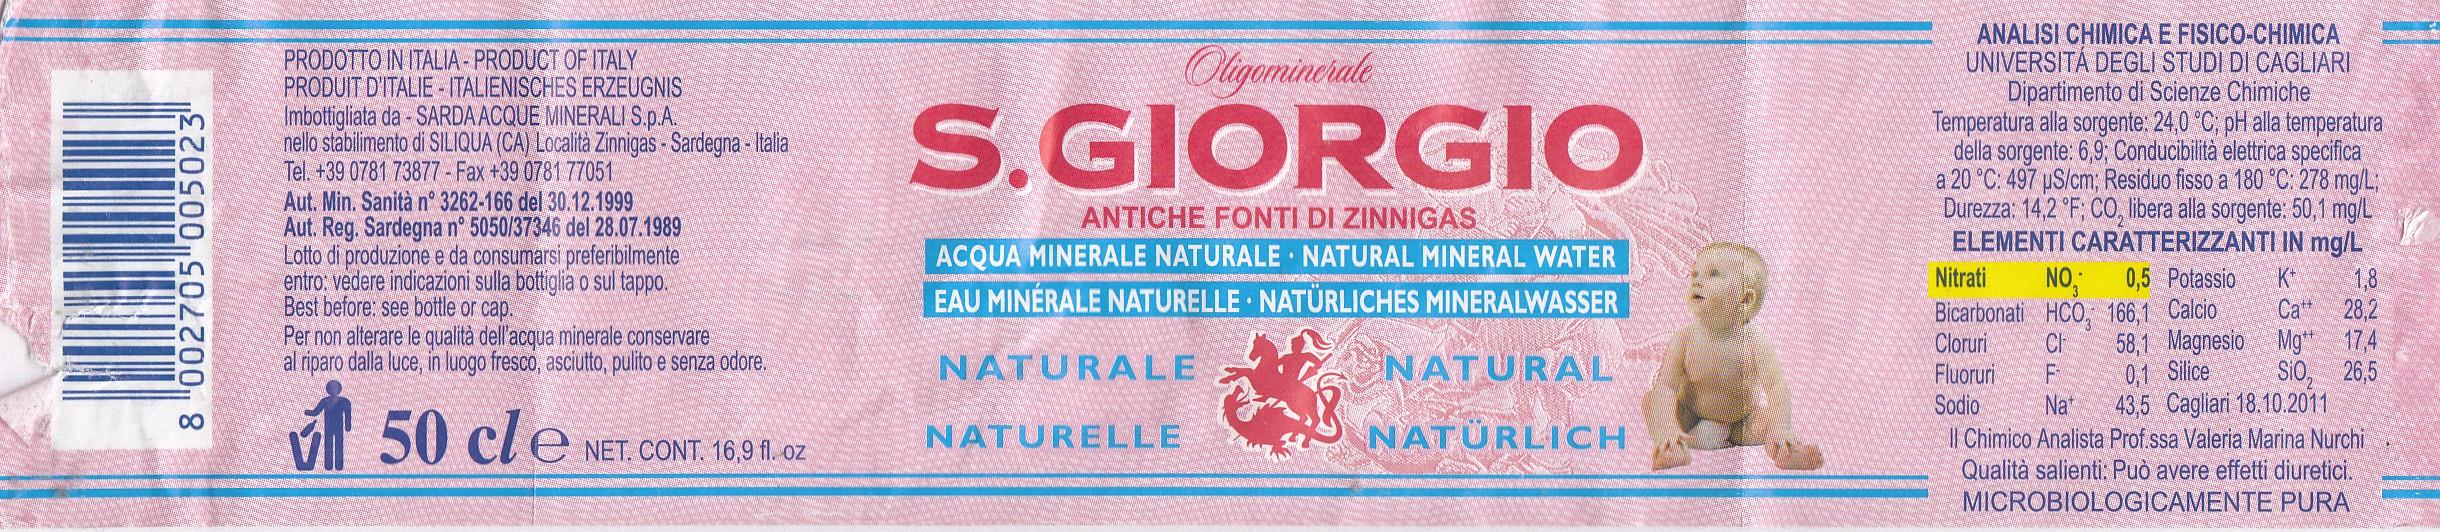 8 002705 005023
PRODOTTO IN ITALIA - PRODUCT OF ITALY
PRODUIT D'ITALIE - ITALIENISCHES ERZEUGNIS
Imbottigliata da - SARDA ACQUE MINERALI S.p.A.
nello stabilimento di SILIQUA (CA) Località Zinnigas - Sardegna - Italia
Tel. +39 0781 73877 - Fax +39 0781 77051
Aut. Min. Sanità n° 3262-166 del 30.12.1999
Aut. Reg. Sardegna n° 5050/37346 del 28.07.1989
Lotto di produzione e da consumarsi preferibilmente
entro: vedere indicazioni sulla bottiglia o sul tappo.
Best before: see bottle or cap.
Per non alterare le qualità dell'acqua minerale conservare
al riparo dalla luce, in luogo fresco, asciutto, pulito e senza odore.
50 cl e NET. CONT. 16,9 fl. oz
Oligominerale
S.GIORGIO
ANTICHE FONTI DI ZINNIGAS
ACQUA MINERALE NATURALE · NATURAL MINERAL WATER
EAU MINÉRALE NATURELLE · NATÜRLICHES MINERALWASSER
NATURALE NATURAL
NATURELLE NATÜRLICH
ANALISI CHIMICA E FISICO-CHIMICA
UNIVERSITÁ DEGLI STUDI DI CAGLIARI
Dipartimento di Scienze Chimiche
Temperatura alla sorgente: 24,0 °C; pH alla temperatura
della sorgente: 6,9; Conducibilità elettrica specifica
a 20 °C: 497 µS/cm; Residuo fisso a 180 °C: 278 mg/L;
Durezza: 14,2 °F; CO2 libera alla sorgente: 50,1 mg/L
ELEMENTI CARATTERIZZANTI IN mg/L
Nitrati NO3- 0,5 Potassio K+ 1,8
Bicarbonati HCO3- 166,1 Calcio Ca++ 28,2
Cloruri Cl- 58,1 Magnesio Mg++ 17,4
Fluoruri F- 0,1 Silice SiO2 26,5
Sodio Na+ 43,5 Cagliari 18.10.2011
Il Chimico Analista Prof.ssa Valeria Marina Nurchi
Qualità salienti: Può avere effetti diuretici.
MICROBIOLOGICAMENTE PURA